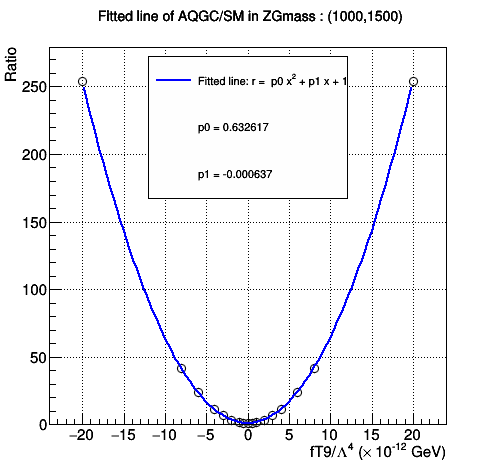 FItted line of AQGC/SM in ZGmass : (1000,1500)
Ratio
Fitted line: r = p0 x² + p1 x + 1
p0 = 0.632617
p1 = -0.000637
250
200
150
100
50
0
−20 −15 −10 −5 0 5 10 15 20
fT9/Λ⁴ (× 10⁻¹² GeV)